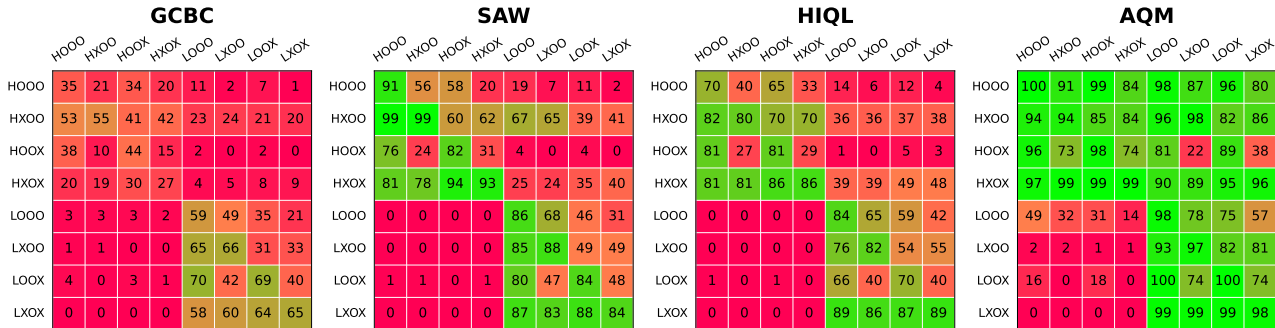 GCBC SAW HIQL AQM
HOOO HXOO HOOX HXOX LOOO LXOO LOOX LXOX HOOO HXOO HOOX HXOX LOOO LXOO LOOX LXOX HOOO HXOO HOOX HXOX LOOO LXOO LOOX LXOX HOOO HXOO HOOX HXOX LOOO LXOO LOOX LXOX
HOOO 35 21 34 20 11 2 7 1 HOOO 91 56 58 20 19 7 11 2 HOOO 70 40 65 33 14 6 12 4 HOOO 100 91 99 84 98 87 96 80
HXOO 53 55 41 42 23 24 21 20 HXOO 99 99 60 62 67 65 39 41 HXOO 82 80 70 70 36 36 37 38 HXOO 94 94 85 84 96 98 82 86
HOOX 38 10 44 15 2 0 2 0 HOOX 76 24 82 31 4 0 4 0 HOOX 81 27 81 29 1 0 5 3 HOOX 96 73 98 74 81 22 89 38
HXOX 20 19 30 27 4 5 8 9 HXOX 81 78 94 93 25 24 35 40 HXOX 81 81 86 86 39 39 49 48 HXOX 97 99 99 99 90 89 95 96
LOOO 3 3 3 2 59 49 35 21 LOOO 0 0 0 0 86 68 46 31 LOOO 0 0 0 0 84 65 59 42 LOOO 49 32 31 14 98 78 75 57
LXOO 1 1 0 0 65 66 31 33 LXOO 0 0 0 0 85 88 49 49 LXOO 0 0 0 0 76 82 54 55 LXOO 2 2 1 1 93 97 82 81
LOOX 4 0 3 1 70 42 69 40 LOOX 1 1 0 1 80 47 84 48 LOOX 1 0 1 0 66 40 70 40 LOOX 16 0 18 0 100 74 100 74
LXOX 0 0 0 0 58 60 64 65 LXOX 0 0 0 0 87 83 88 84 LXOX 0 0 0 0 89 86 87 89 LXOX 0 0 0 0 99 99 99 98